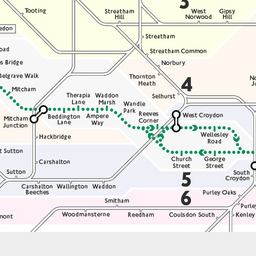 Tooting
Streatham
Hill
3
West
Norwood
Gipsy
Hill
Streatham
Streatham Common
Norbury
Thornton
Heath
4
Selhurst
Bridge
Belgrave Walk
Mitcham
Mitcham
Junction
Therapia
Lane
Beddington
Lane
Waddon
Marsh
Ampere
Way
Wandle
Park
Reeves
Corner
West Croydon
Wellesley
Road
Church
Street
George
Street
Hackbridge
Carshalton
Sutton
Sutton
Carshalton
Beeches
Wallington
Waddon
5
South
Croydon
6
Smitham
Woodmansterne
Reedham
Coulsdon South
Purley Oaks
Purley
Kenley